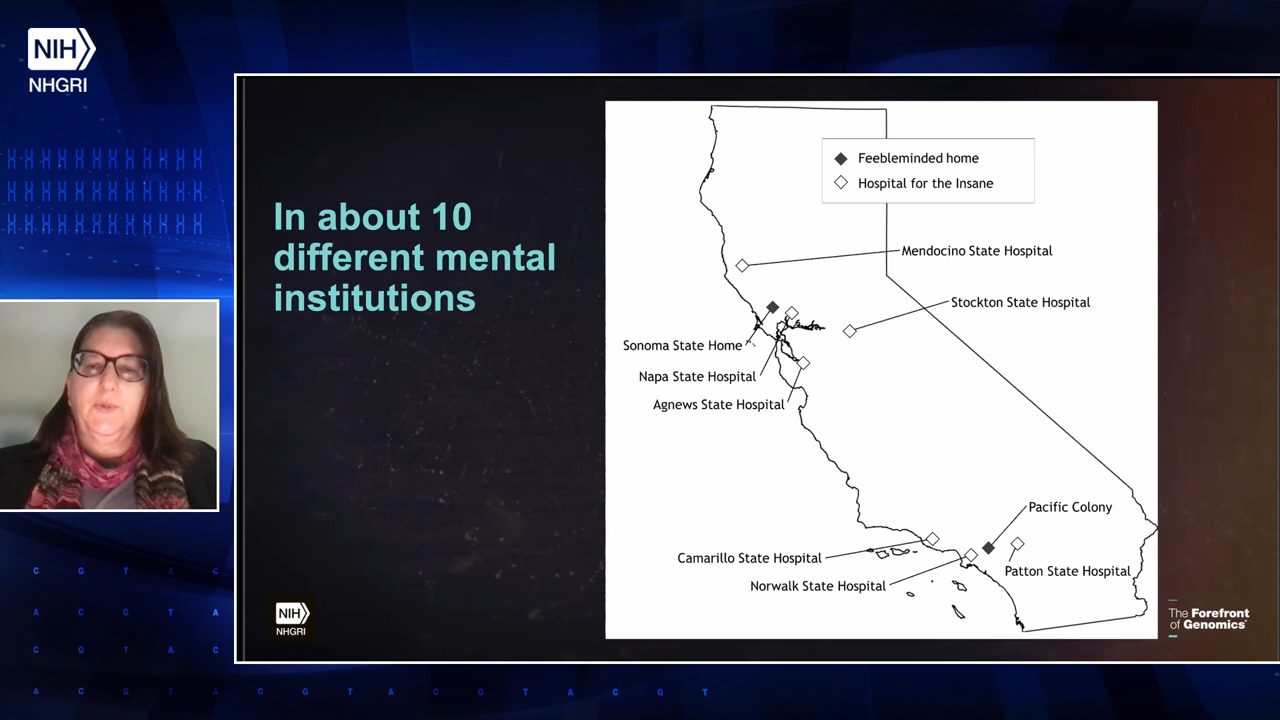 NIH
NHGRI
In about 10
different mental
institutions
Feebleminded home
Hospital for the Insane
Mendocino State Hospital
Stockton State Hospital
Sonoma State Home
Napa State Hospital
Agnews State Hospital
Pacific Colony
Camarillo State Hospital
Norwalk State Hospital
Patton State Hospital
NIH
NHGRI
The Forefront
of Genomics
C G T A C
A C G T A
C G T A C
A C G T A C G T A C G T A C G T